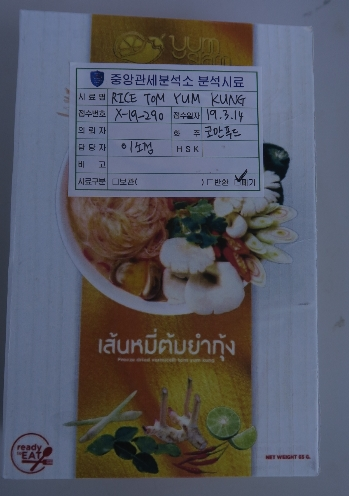 yum
중앙관세분석소 분석시료
시료명 RICE TOM YUM KUNG
접수번호 X-19-290 접수일자 19.3.14
의뢰자 화주 코만푸드
담당자 이소정 HSK
비고
시료구분 □보관( ) □반환 □폐기
เส้นหมี่ต้มยำกุ้ง
ready
to EAT
NET WEIGHT 62 G.